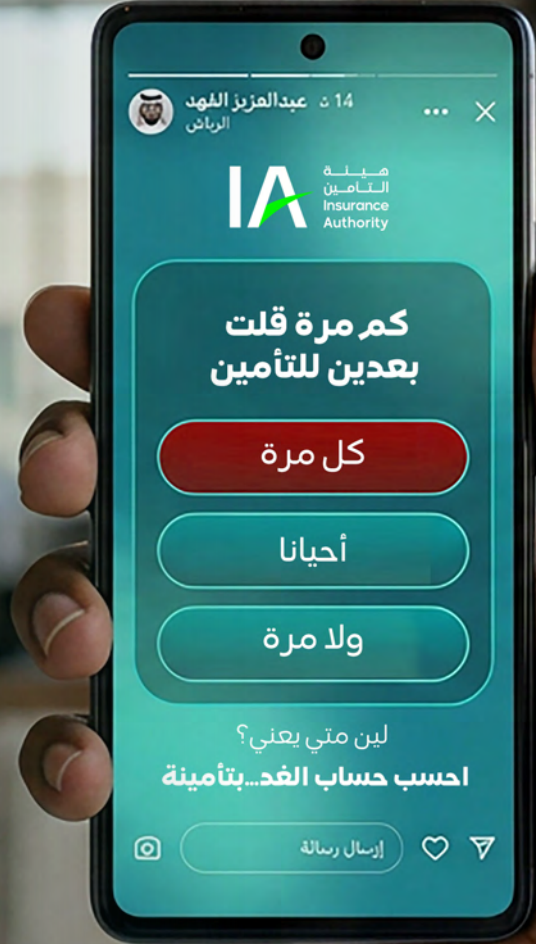 عبدالعزيز الفهد 14 ث
الرياض
هيئة
التأمين
Insurance
Authority
IA
كم مرة قلت
بعدين للتأمين
كل مرة
أحيانا
ولا مرة
لين متي يعني؟
احسب حساب الغد...بتأمينة
إرسال رسالة